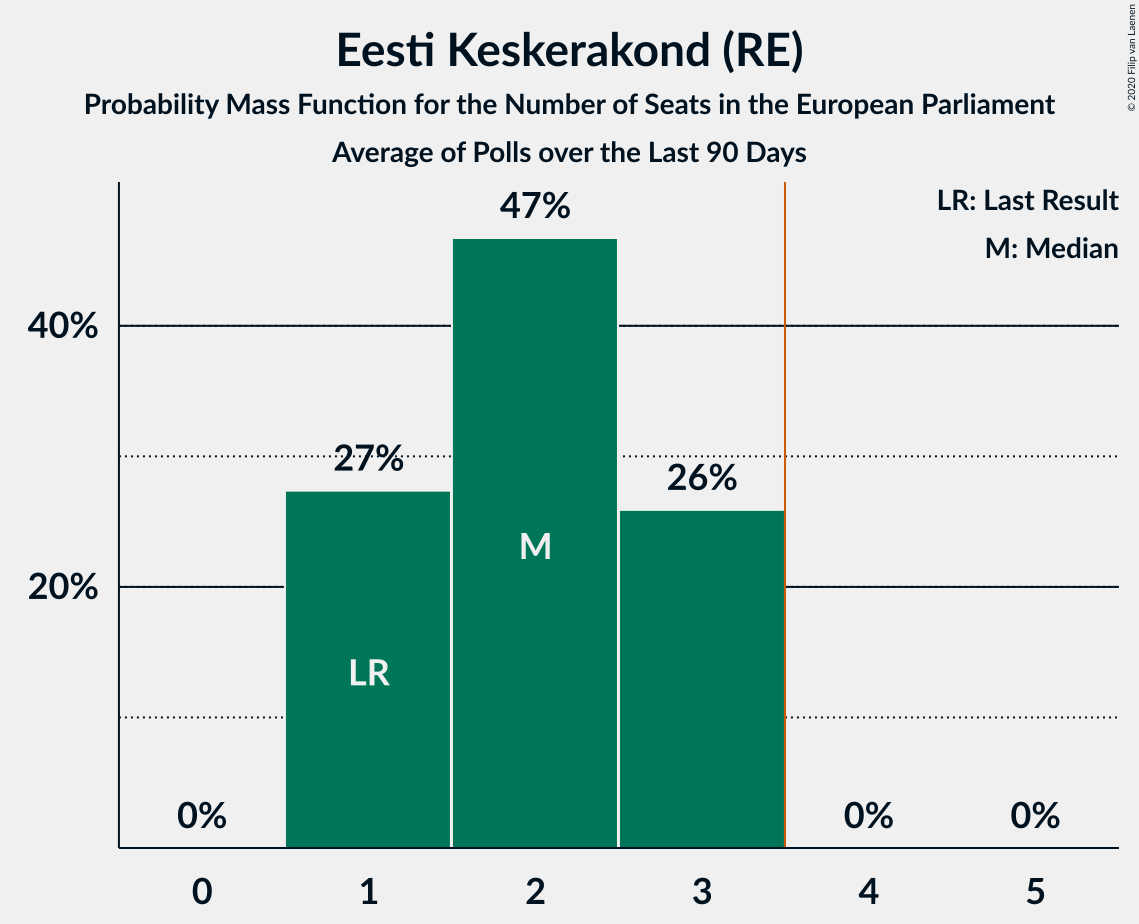 Eesti Keskerakond (RE)
Probability Mass Function for the Number of Seats in the European Parliament
Average of Polls over the Last 90 Days
© 2020 Filip van Laenen
LR: Last Result
M: Median
47%
40%
27%
26%
M
20%
LR
0%
0%
0%
0 1 2 3 4 5